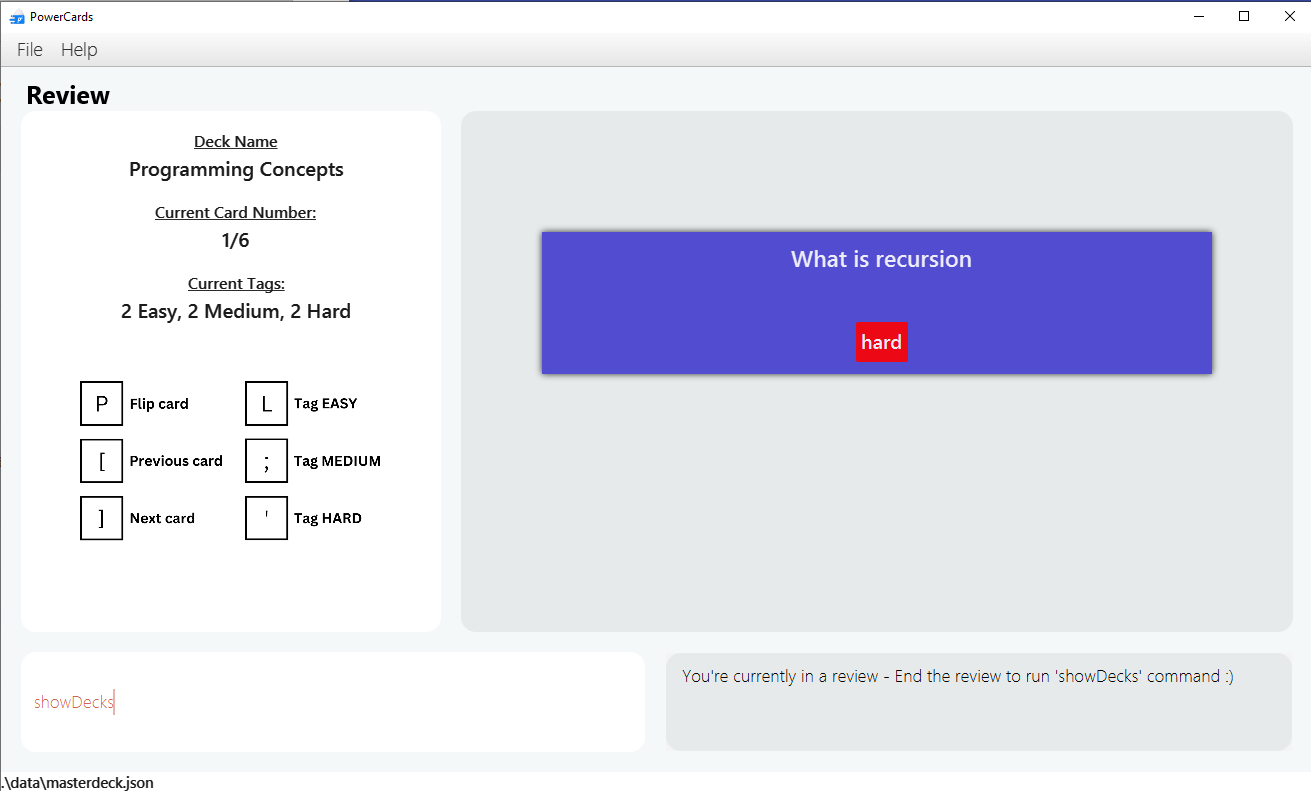 PowerCards
File Help
Review
Deck Name
Programming Concepts
Current Card Number:
1/6
Current Tags:
2 Easy, 2 Medium, 2 Hard
P Flip card L Tag EASY
[ Previous card ; Tag MEDIUM
] Next card ' Tag HARD
What is recursion
hard
showDecks
You're currently in a review - End the review to run 'showDecks' command :)
.\data\masterdeck.json